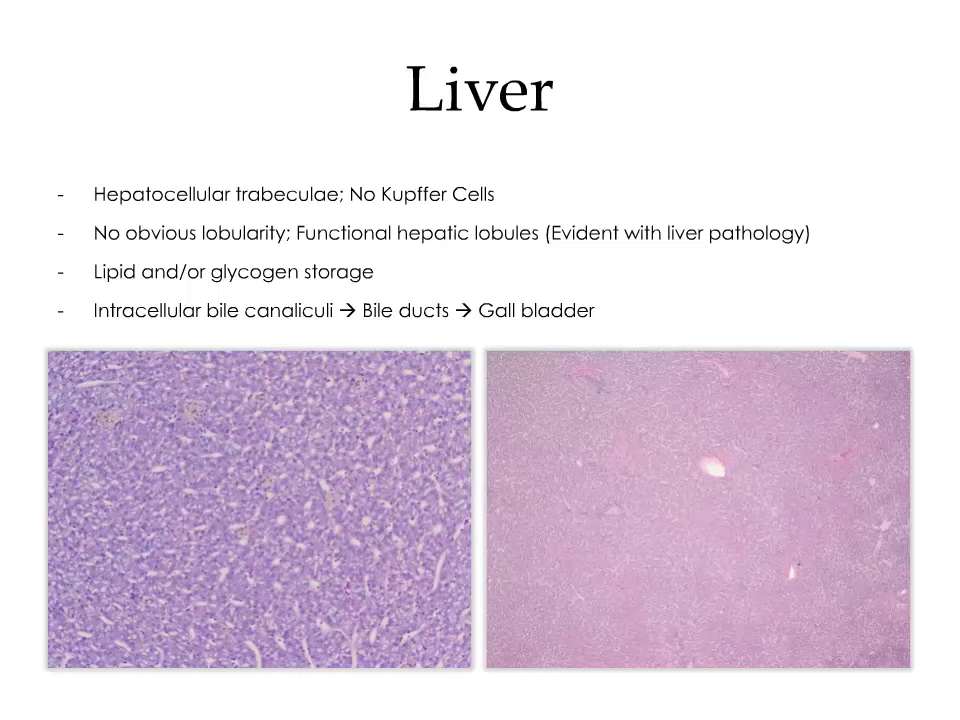 Liver
- Hepatocellular trabeculae; No Kupffer Cells
- No obvious lobularity; Functional hepatic lobules (Evident with liver pathology)
- Lipid and/or glycogen storage
- Intracellular bile canaliculi → Bile ducts → Gall bladder